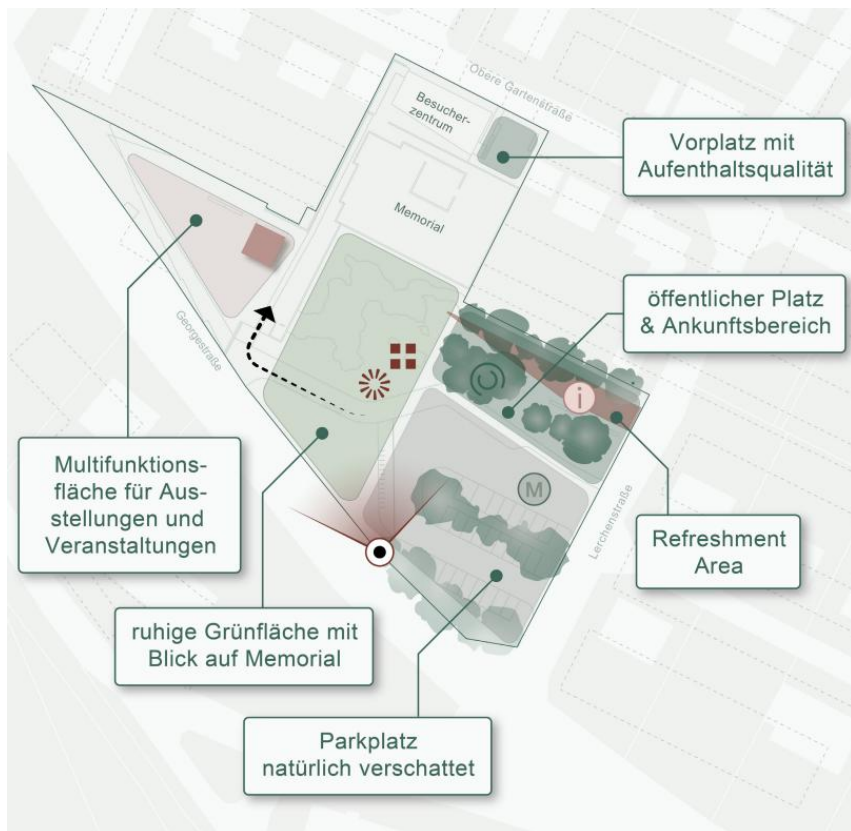 Obere Gartenstraße
Besucher-
zentrum
Vorplatz mit
Aufenthaltsqualität
Memorial
öffentlicher Platz
& Ankunftsbereich
Georgestraße
i
M
Lerchenstraße
Multifunktions-
fläche für Aus-
stellungen und
Veranstaltungen
Refreshment
Area
ruhige Grünfläche mit
Blick auf Memorial
Parkplatz
natürlich verschattet